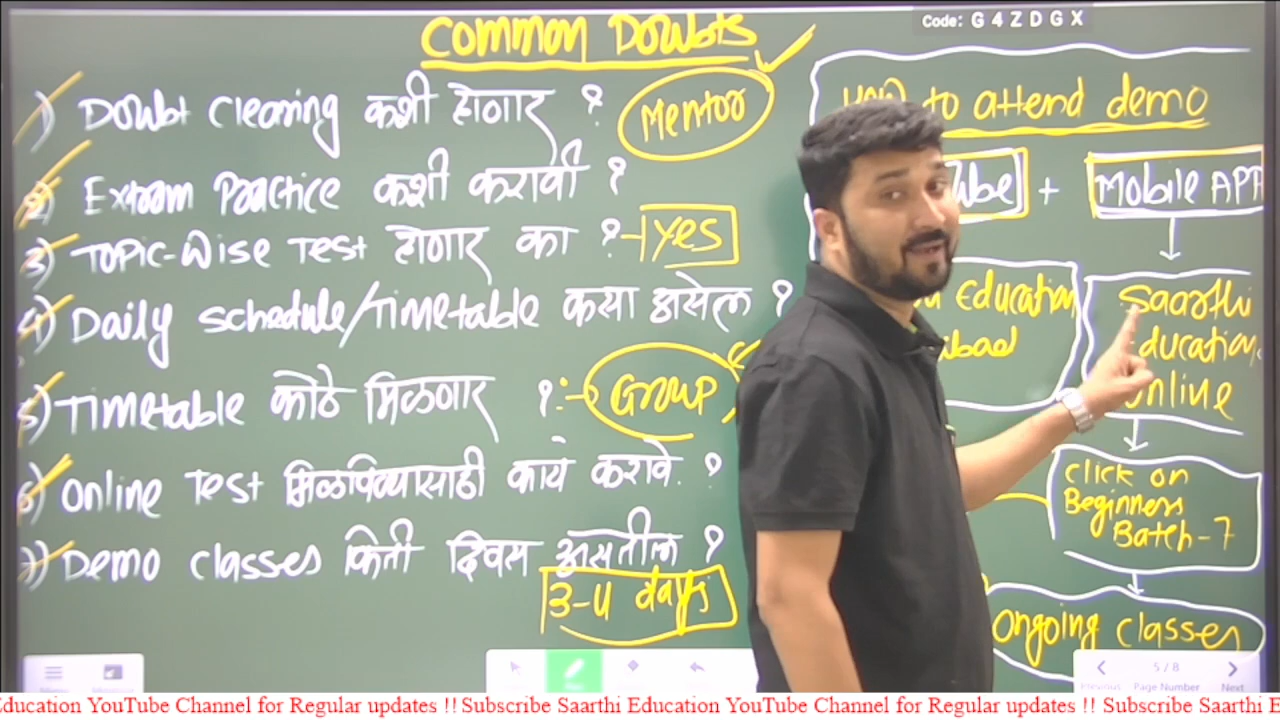 Common Doubts
Code: G 4 Z D G X
1) Doubt clearing कशी होणार ? Mentor
2) Exam Practice कशी करावी ?
3) Topic-wise Test होणार का ? - Yes
4) Daily schedule/Timetable कसा असेल ?
5) Timetable कोठे मिळणार ? :→ Group
6) Online Test मिळविण्यासाठी काय करावे. ?
7) Demo classes किती दिवस असतील ?
3-4 days
to attend demo
+ Mobile APP
Education
Saarthi
Education
Online
click on
Beginners
Batch-7
Ongoing classes
5 / 8
Previous Page Number Next
Education YouTube Channel for Regular updates !! Subscribe Saarthi Education YouTube Channel for Regular updates !! Subscribe Saarthi E